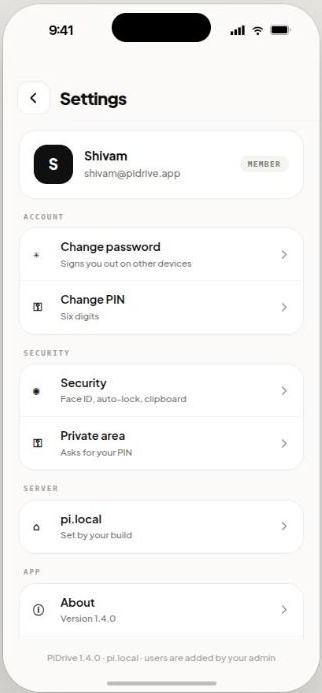 9:41
Settings
S
Shivam
shivam@pidrive.app
MEMBER
ACCOUNT
Change password
Signs you out on other devices
Change PIN
Six digits
SECURITY
Security
Face ID, auto-lock, clipboard
Private area
Asks for your PIN
SERVER
pi.local
Set by your build
APP
About
Version 1.4.0
PiDrive 1.4.0 · pi.local · users are added by your admin